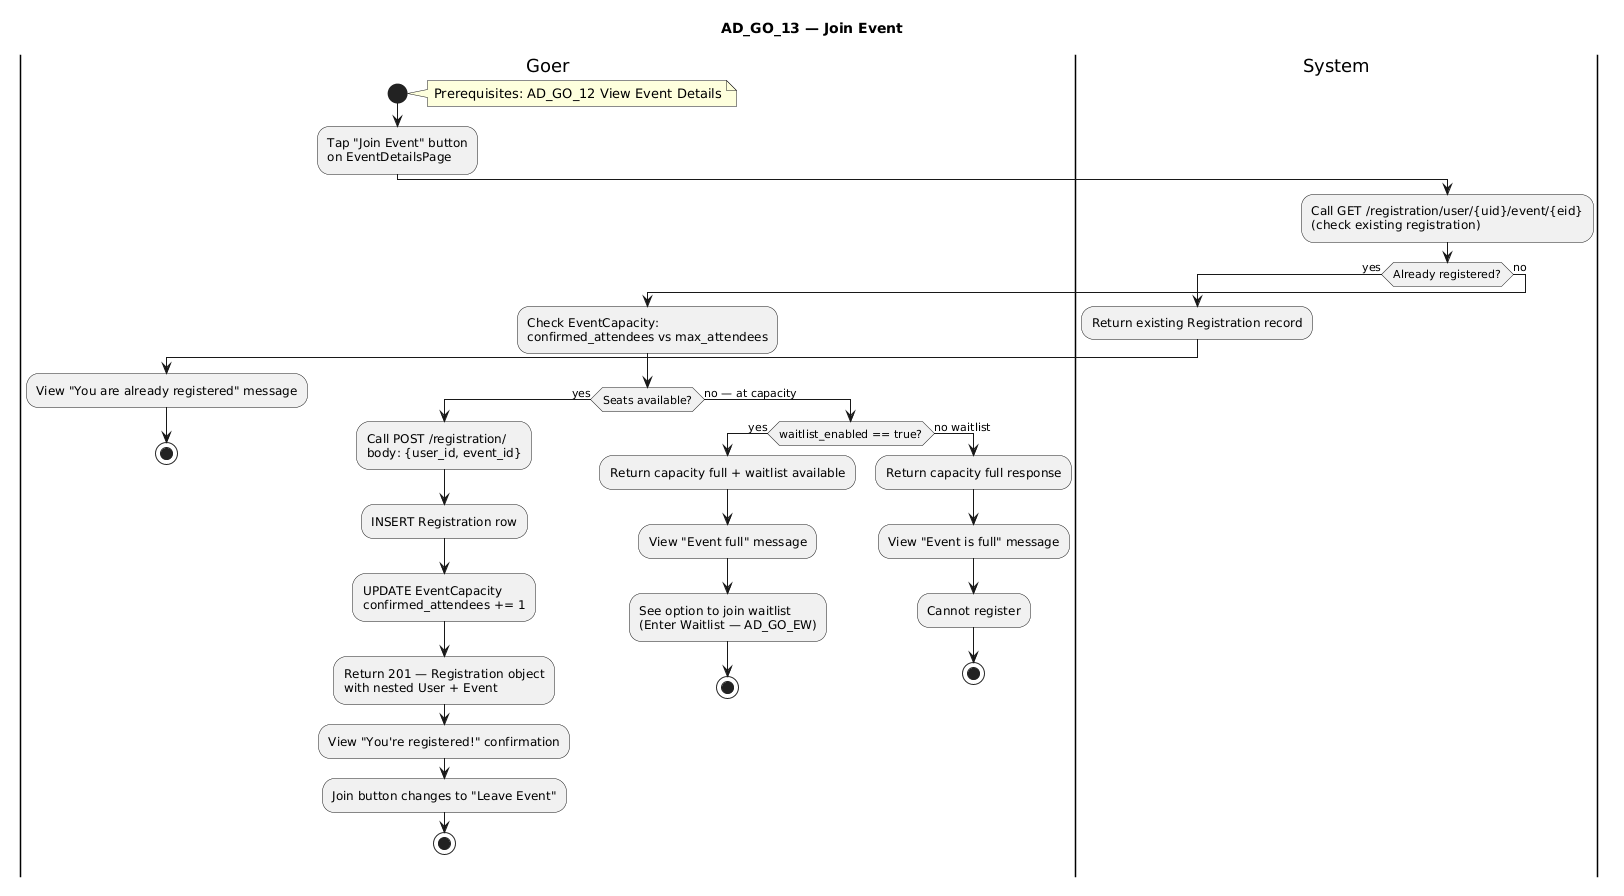 AD_GO_13 — Join Event
Goer
System
Prerequisites: AD_GO_12 View Event Details
Tap "Join Event" button
on EventDetailsPage
Call GET /registration/user/{uid}/event/{eid}
(check existing registration)
yes
Already registered?
no
Check EventCapacity:
confirmed_attendees vs max_attendees
Return existing Registration record
View "You are already registered" message
yes
Seats available?
no — at capacity
Call POST /registration/
body: {user_id, event_id}
yes
waitlist_enabled == true?
no waitlist
Return capacity full + waitlist available
Return capacity full response
INSERT Registration row
View "Event full" message
View "Event is full" message
UPDATE EventCapacity
confirmed_attendees += 1
See option to join waitlist
(Enter Waitlist — AD_GO_EW)
Cannot register
Return 201 — Registration object
with nested User + Event
View "You're registered!" confirmation
Join button changes to "Leave Event"